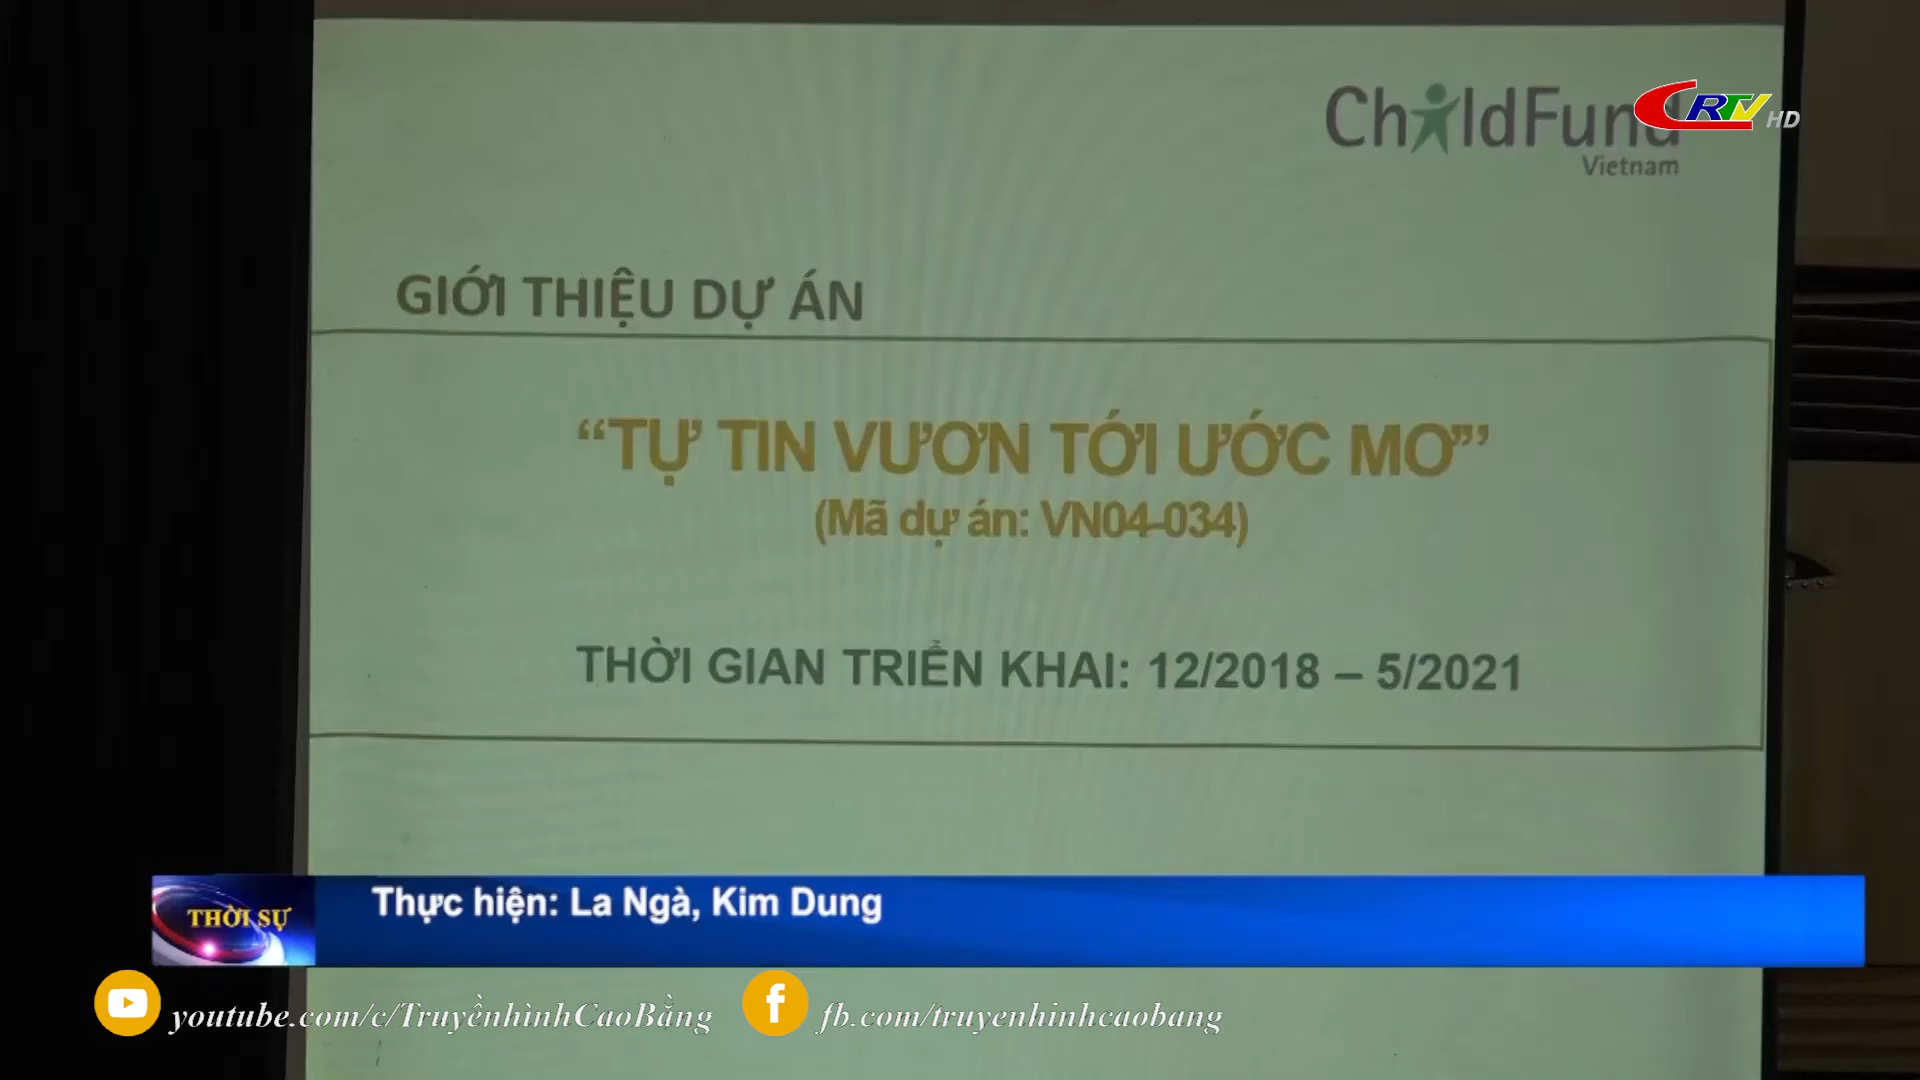 ChildFund
Vietnam
CRTV HD
GIỚI THIỆU DỰ ÁN
“TỰ TIN VƯƠN TỚI ƯỚC MƠ”
(Mã dự án: VN04-034)
THỜI GIAN TRIỂN KHAI: 12/2018 – 5/2021
THỜI SỰ
Thực hiện: La Ngà, Kim Dung
youtube.com/c/TruyềnhìnhCaoBằng
fb.com/truyenhinhcaobang